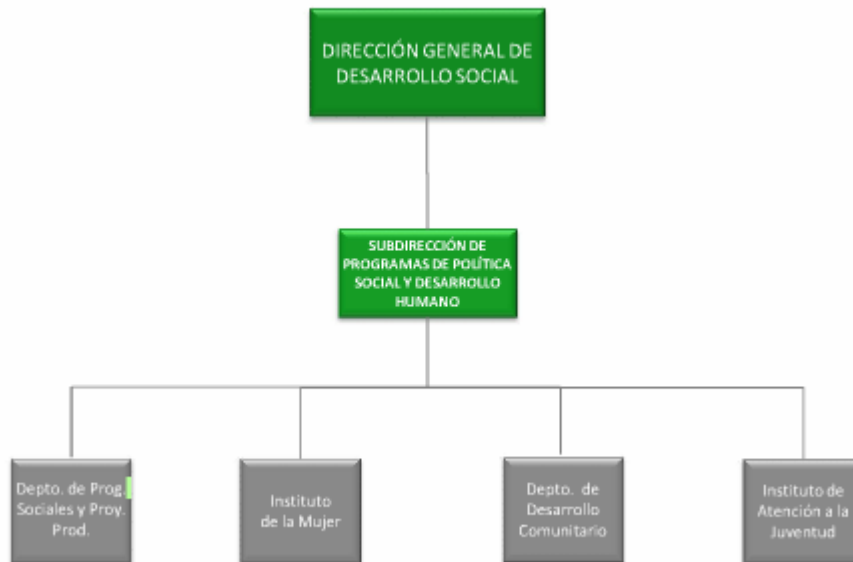 DIRECCIÓN GENERAL DE
DESARROLLO SOCIAL
SUBDIRECCIÓN DE
PROGRAMAS DE POLÍTICA
SOCIAL Y DESARROLLO
HUMANO
Depto. de Prog.
Sociales y Proy.
Prod.
Instituto
de la Mujer
Depto. de
Desarrollo
Comunitario
Instituto de
Atención a la
Juventud